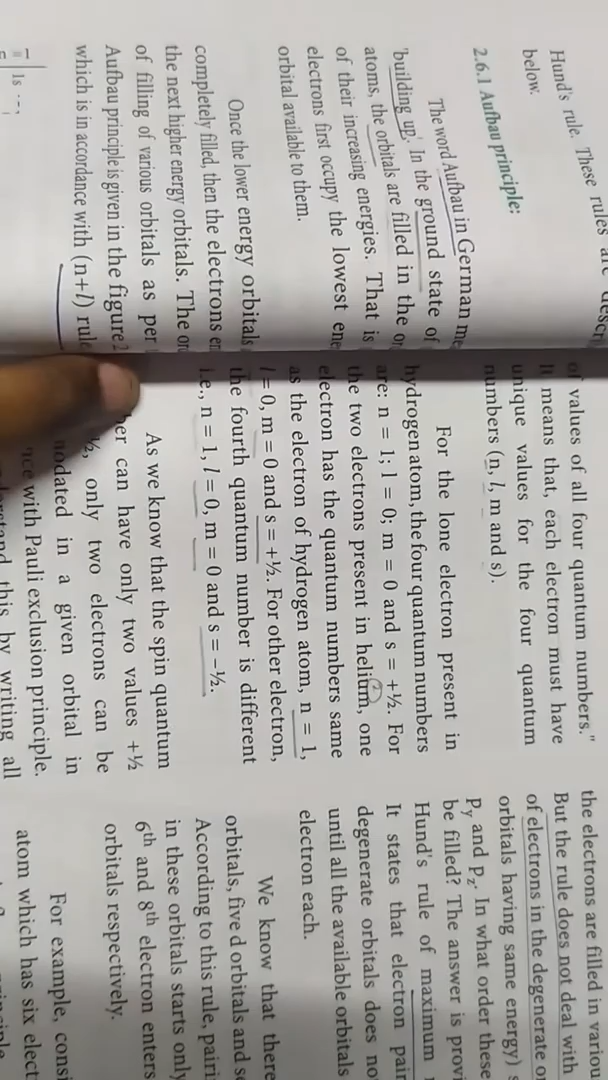 Hund's rule. These rules are descri
below.
2.6.1 Aufbau principle:
The word Aufbau in German me
'building up'. In the ground state of
atoms, the orbitals are filled in the or
of their increasing energies. That is
electrons first occupy the lowest ene
orbital available to them.
Once the lower energy orbitals
completely filled, then the electrons en
the next higher energy orbitals. The or
of filling of various orbitals as per
Aufbau principle is given in the figure 2
which is in accordance with (n+l) rule
1s
of values of all four quantum numbers."
It means that, each electron must have
unique values for the four quantum
numbers (n, l, m and s).
For the lone electron present in
hydrogen atom, the four quantum numbers
are: n = 1; l = 0; m = 0 and s = +½. For
the two electrons present in helium, one
electron has the quantum numbers same
as the electron of hydrogen atom, n = 1,
l = 0, m = 0 and s = +½. For other electron,
the fourth quantum number is different
i.e., n = 1, l = 0, m = 0 and s = –½.
As we know that the spin quantum
her can have only two values +½
½, only two electrons can be
nodated in a given orbital in
nce with Pauli exclusion principle.
this by writing all
the electrons are filled in variou
But the rule does not deal with
of electrons in the degenerate o
orbitals having same energy)
Py and Pz. In what order these
be filled? The answer is provi
Hund's rule of maximum
It states that electron pair
degenerate orbitals does no
until all the available orbitals
electron each.
We know that there
orbitals, five d orbitals and se
According to this rule, pairi
in these orbitals starts only
6th and 8th electron enters
orbitals respectively.
For example, consi
atom which has six elect